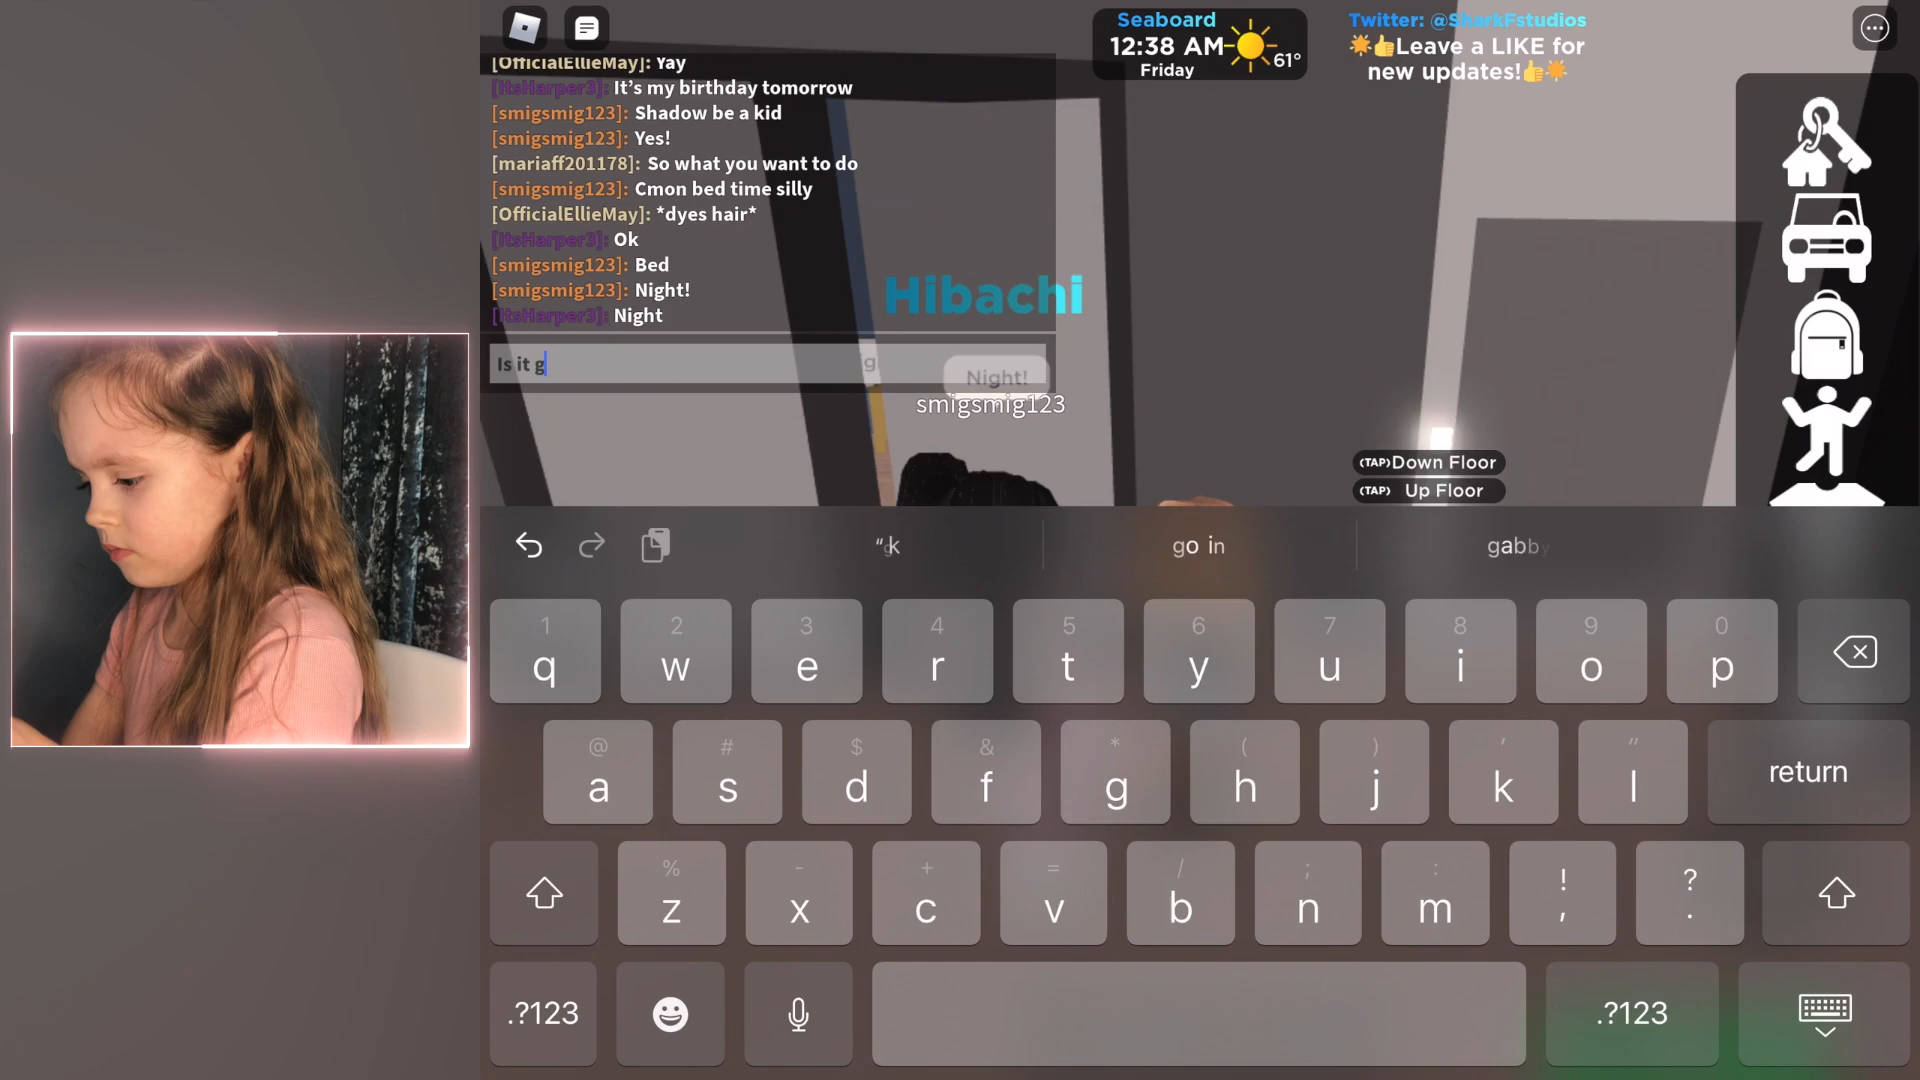 [OfficialEllieMay]: Yay
[ItsHarper3]: It’s my birthday tomorrow
[smigsmig123]: Shadow be a kid
[smigsmig123]: Yes!
[mariaff201178]: So what you want to do
[smigsmig123]: Cmon bed time silly
[OfficialEllieMay]: *dyes hair*
[ItsHarper3]: Ok
[smigsmig123]: Bed
[smigsmig123]: Night!
[ItsHarper3]: Night
Is it g
Seaboard
12:38 AM
61°
Friday
Twitter: @SharkFstudios
Leave a LIKE for
new updates!
Hibachi
Night!
smigsmig123
(TAP) Down Floor
(TAP) Up Floor
go in
gabby
1 2 3 4 5 6 7 8 9 0
q w e r t y u i o p
@ # $ & * ( ) ' "
a s d f g h j k l return
% - + = / ; : ! ?
z x c v b n m , .
.?123 .?123